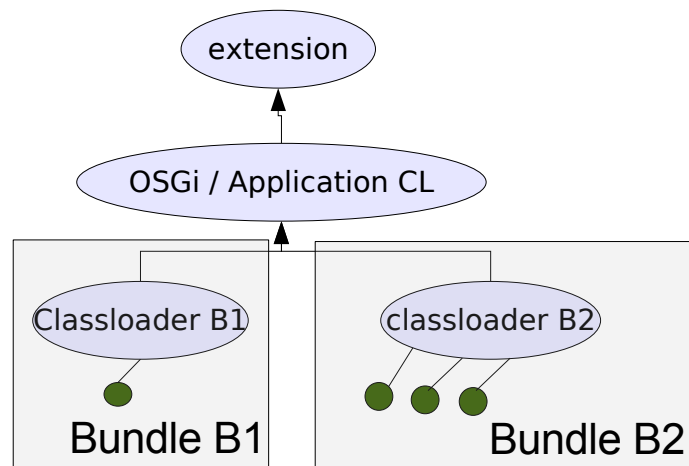 extension
OSGi / Application CL
Classloader B1
classloader B2
Bundle B1
Bundle B2